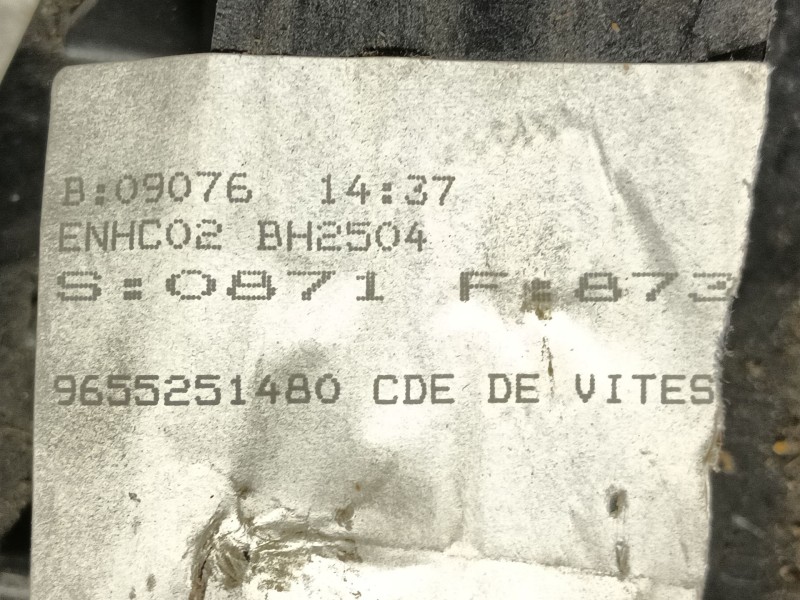 B:09076 14:37
ENHC02 BH2504
S:0871 F:873
9655251480 CDE DE VITES